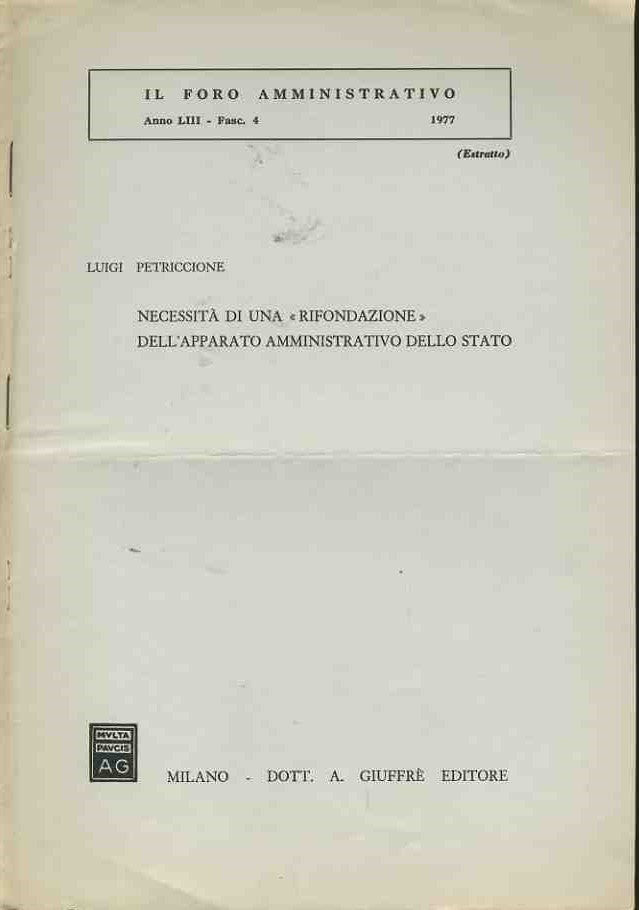 IL FORO AMMINISTRATIVO
Anno LIII - Fasc. 4 1977
(Estratto)
LUIGI PETRICCIONE
NECESSITÀ DI UNA «RIFONDAZIONE»
DELL'APPARATO AMMINISTRATIVO DELLO STATO
MVLTA
PAVCIS
AG
MILANO - DOTT. A. GIUFFRÈ EDITORE